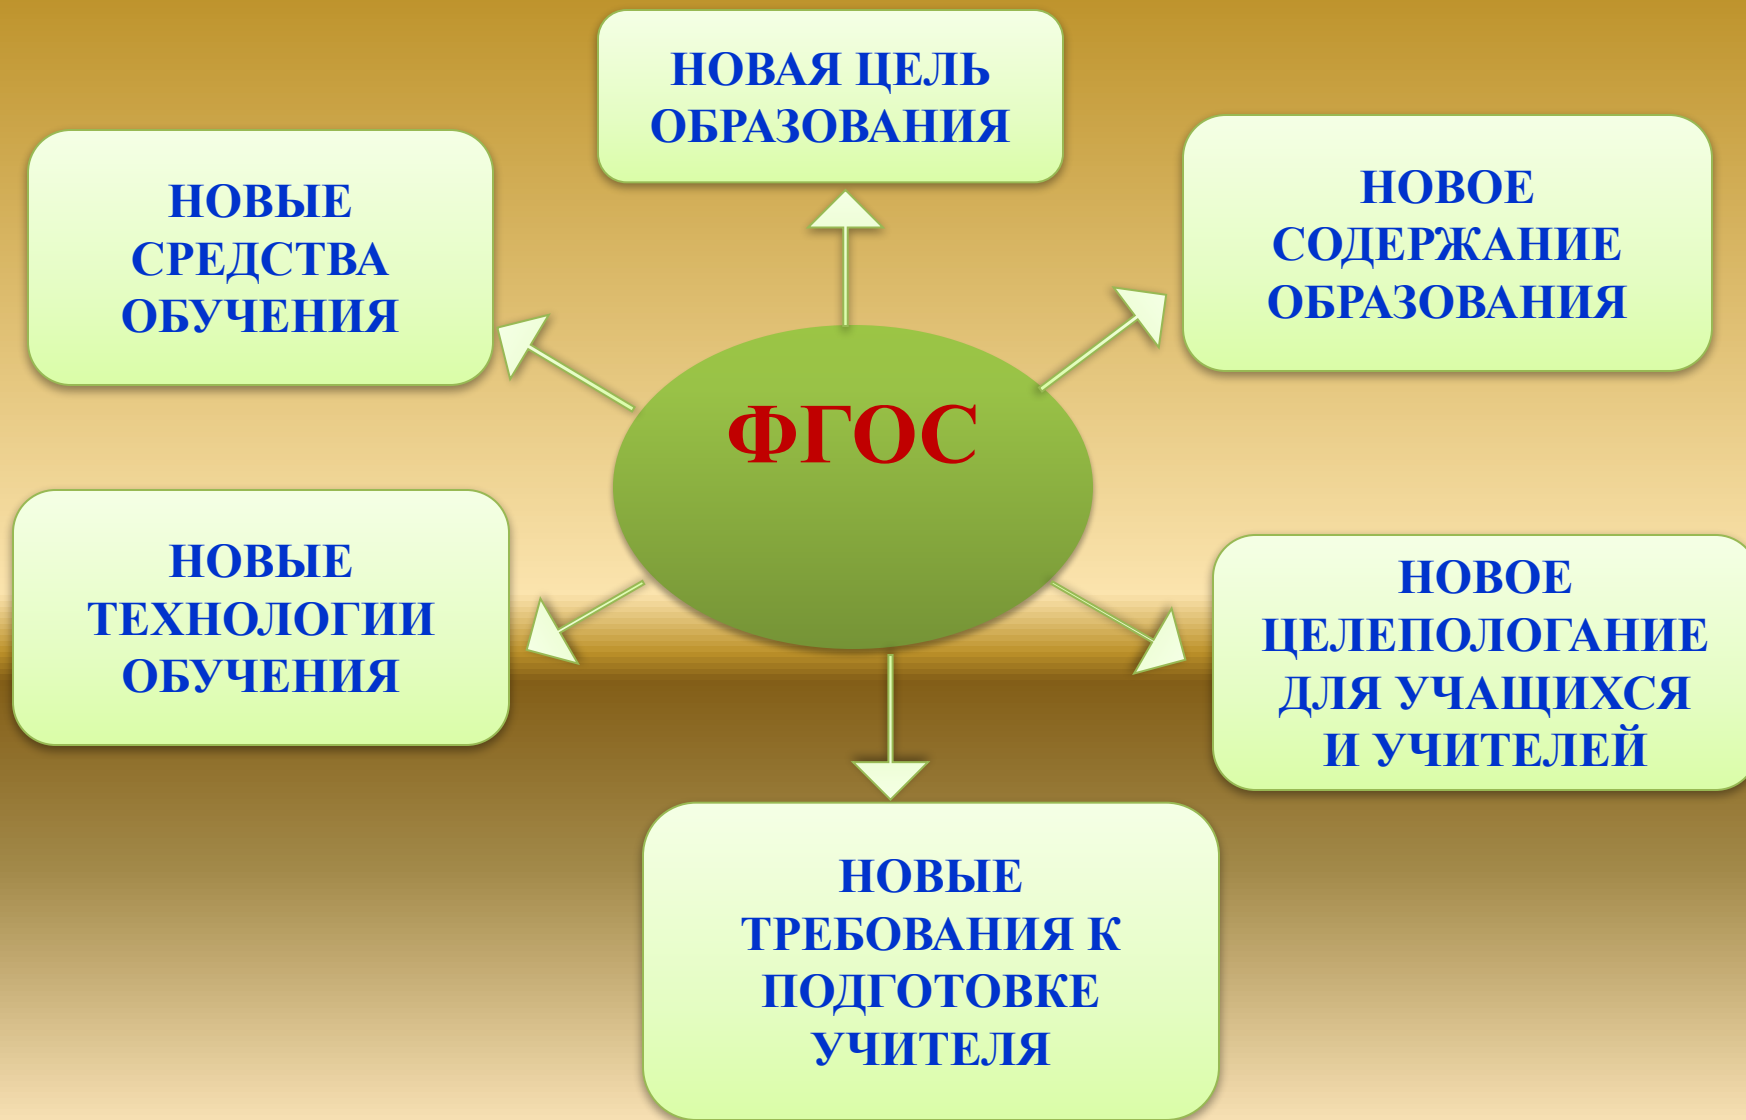 НОВАЯ ЦЕЛЬ
ОБРАЗОВАНИЯ
НОВЫЕ
СРЕДСТВА
ОБУЧЕНИЯ
НОВОЕ
СОДЕРЖАНИЕ
ОБРАЗОВАНИЯ
ФГОС
НОВЫЕ
ТЕХНОЛОГИИ
ОБУЧЕНИЯ
НОВОЕ
ЦЕЛЕПОЛОГАНИЕ
ДЛЯ УЧАЩИХСЯ
И УЧИТЕЛЕЙ
НОВЫЕ
ТРЕБОВАНИЯ К
ПОДГОТОВКЕ
УЧИТЕЛЯ